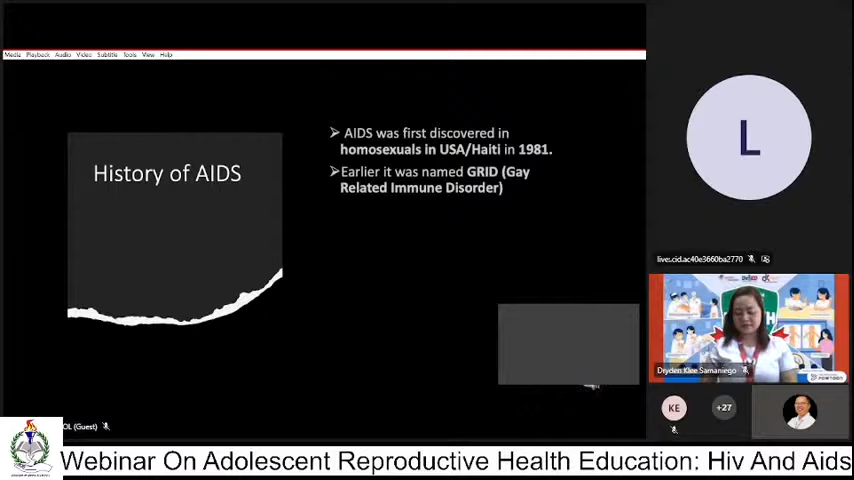 Media Playback Audio Video Subtitle Tools View Help
History of AIDS
➢ AIDS was first discovered in
homosexuals in USA/Haiti in 1981.
➢Earlier it was named GRID (Gay
Related Immune Disorder)
L
live:cid.ac40e3660ba2770
Dryden Klee Samaniego
POWTOON
KE
+27
OL (Guest)
Webinar On Adolescent Reproductive Health Education: Hiv And Aids